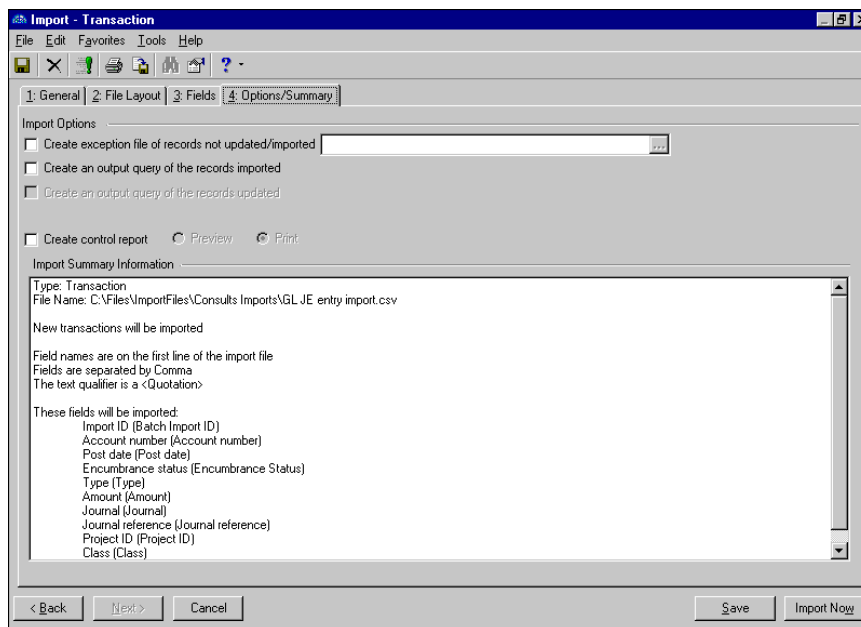 Import - Transaction
File Edit Favorites Tools Help
1: General 2: File Layout 3: Fields 4: Options/Summary
Import Options
Create exception file of records not updated/imported ...
Create an output query of the records imported
Create an output query of the records updated
Create control report Preview Print
Import Summary Information
Type: Transaction
File Name: C:\Files\ImportFiles\Consults Imports\GL JE entry import.csv
New transactions will be imported
Field names are on the first line of the import file
Fields are separated by Comma
The text qualifier is a <Quotation>
These fields will be imported:
Import ID (Batch Import ID)
Account number (Account number)
Post date (Post date)
Encumbrance status (Encumbrance Status)
Type (Type)
Amount (Amount)
Journal (Journal)
Journal reference (Journal reference)
Project ID (Project ID)
Class (Class)
< Back Next > Cancel Save Import Now